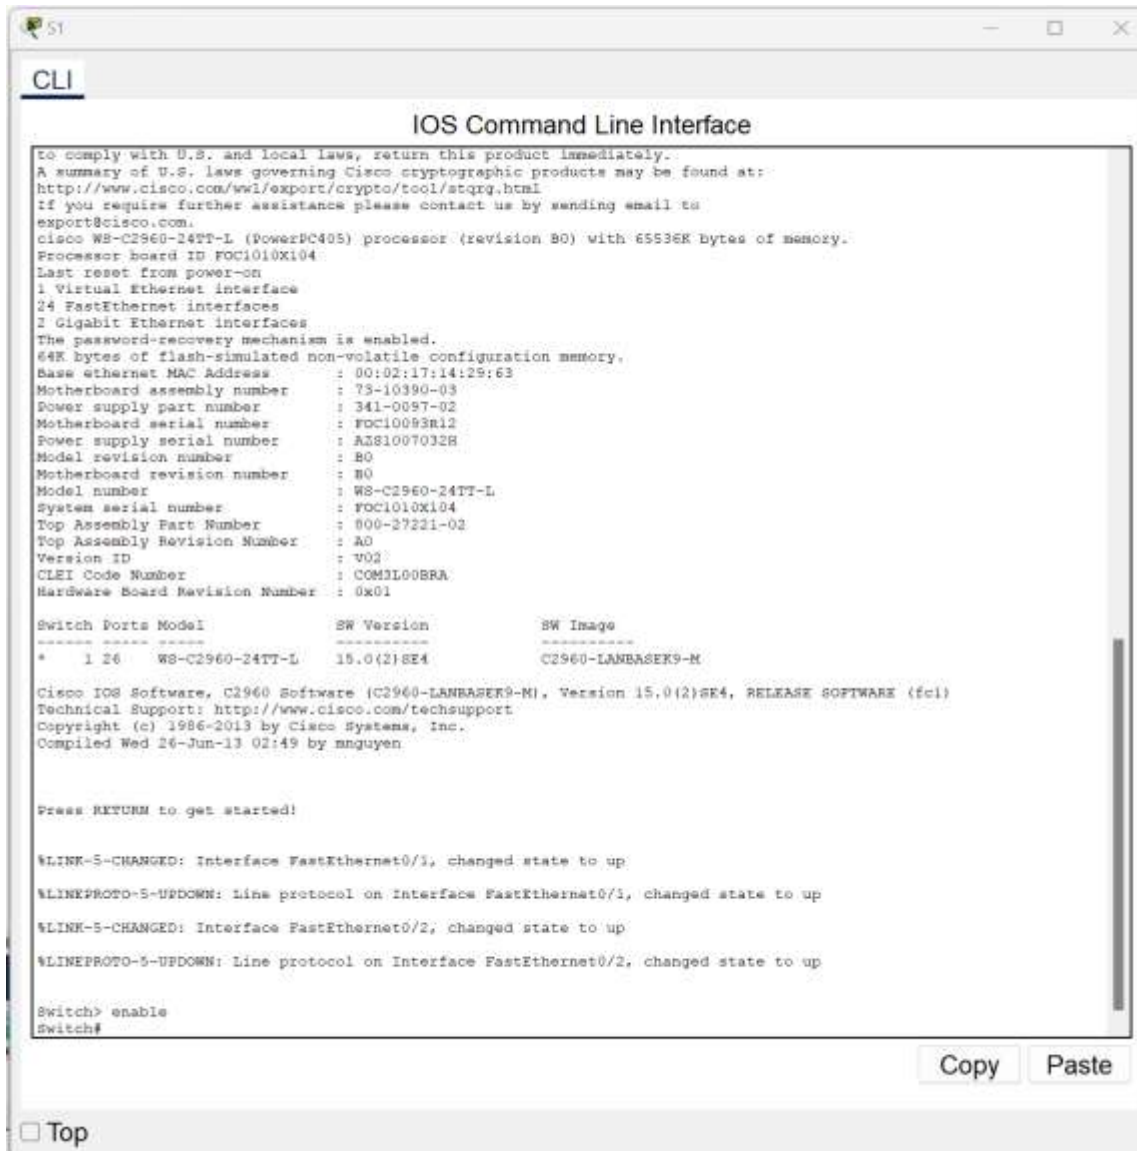 S1
CLI
IOS Command Line Interface
to comply with U.S. and local laws, return this product immediately.
A summary of U.S. laws governing Cisco cryptographic products may be found at:
http://www.cisco.com/wwl/export/crypto/tool/stqrg.html
If you require further assistance please contact us by sending email to
export@cisco.com.
cisco WS-C2960-24TT-L (PowerPC405) processor (revision B0) with 65536K bytes of memory.
Processor board ID FOC1010X104
Last reset from power-on
1 Virtual Ethernet interface
24 FastEthernet interfaces
2 Gigabit Ethernet interfaces
The password-recovery mechanism is enabled.
64K bytes of flash-simulated non-volatile configuration memory.
Base ethernet MAC Address : 00:02:17:14:29:63
Motherboard assembly number : 73-10390-03
Power supply part number : 341-0097-02
Motherboard serial number : FOC10093R12
Power supply serial number : AZS1007032H
Model revision number : B0
Motherboard revision number : B0
Model number : WS-C2960-24TT-L
System serial number : FOC1010X104
Top Assembly Part Number : 800-27221-02
Top Assembly Revision Number : A0
Version ID : V02
CLEI Code Number : COM3L00BRA
Hardware Board Revision Number : 0x01
Switch Ports Model SW Version SW Image
------ ----- ----- ---------- ----------
* 1 26 WS-C2960-24TT-L 15.0(2)SE4 C2960-LANBASEK9-M
Cisco IOS Software, C2960 Software (C2960-LANBASEK9-M), Version 15.0(2)SE4, RELEASE SOFTWARE (fc1)
Technical Support: http://www.cisco.com/techsupport
Copyright (c) 1986-2013 by Cisco Systems, Inc.
Compiled Wed 26-Jun-13 02:49 by mnguyen
Press RETURN to get started!
%LINK-5-CHANGED: Interface FastEthernet0/1, changed state to up
%LINEPROTO-5-UPDOWN: Line protocol on Interface FastEthernet0/1, changed state to up
%LINK-5-CHANGED: Interface FastEthernet0/2, changed state to up
%LINEPROTO-5-UPDOWN: Line protocol on Interface FastEthernet0/2, changed state to up
Switch> enable
Switch#
Copy Paste
Top